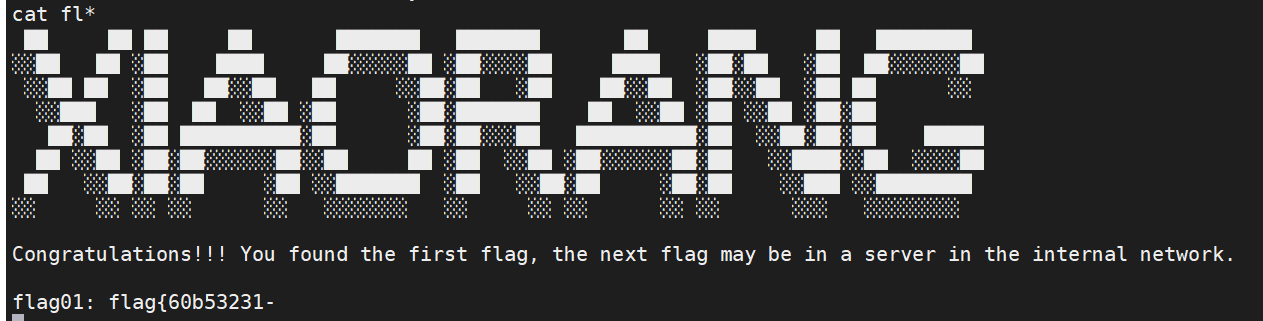 cat fl*
XIAORANG
Congratulations!!! You found the first flag, the next flag may be in a server in the internal network.
flag01: flag{60b53231-